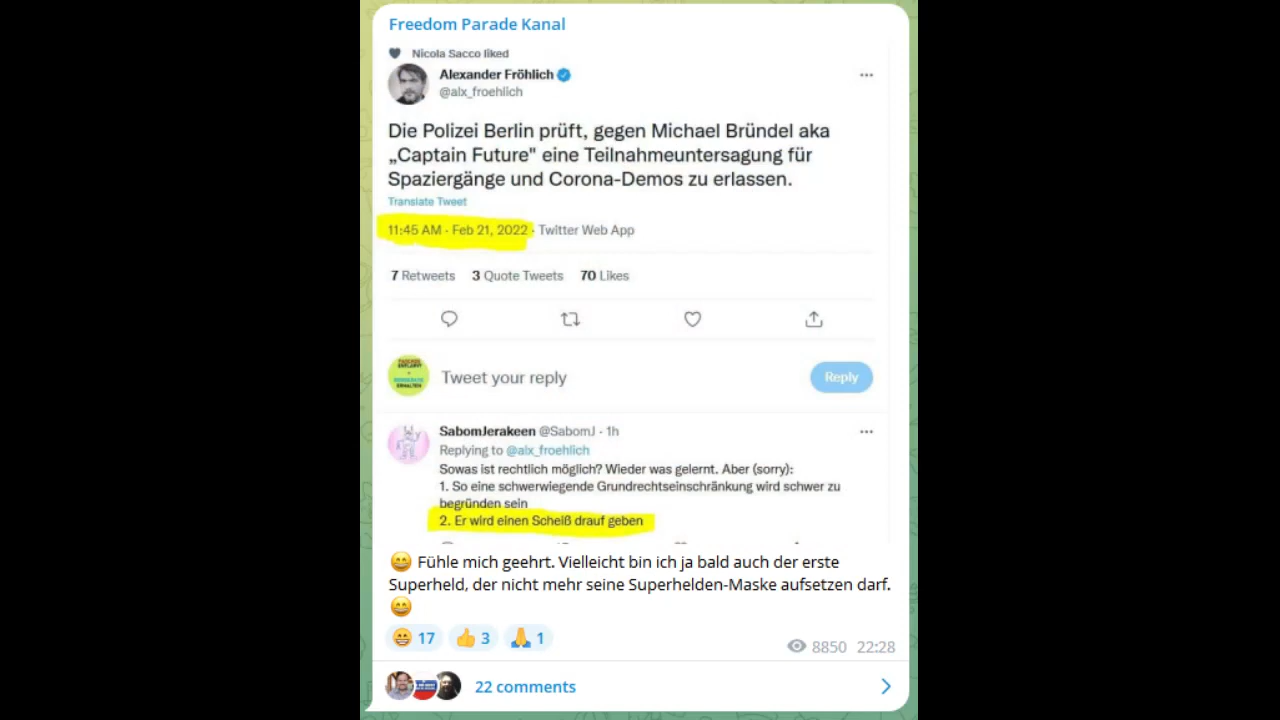 Freedom Parade Kanal
Nicola Sacco liked
Alexander Fröhlich
@alx_froehlich
Die Polizei Berlin prüft, gegen Michael Bründel aka
„Captain Future" eine Teilnahmeuntersagung für
Spaziergänge und Corona-Demos zu erlassen.
Translate Tweet
11:45 AM · Feb 21, 2022 · Twitter Web App
7 Retweets 3 Quote Tweets 70 Likes
Tweet your reply
Reply
SabomJerakeen @SabomJ · 1h
Replying to @alx_froehlich
Sowas ist rechtlich möglich? Wieder was gelernt. Aber (sorry):
1. So eine schwerwiegende Grundrechtseinschränkung wird schwer zu
begründen sein
2. Er wird einen Scheiß drauf geben
😄 Fühle mich geehrt. Vielleicht bin ich ja bald auch der erste
Superheld, der nicht mehr seine Superhelden-Maske aufsetzen darf.
😄
😁 17 👍 3 🙏 1
8850 22:28
22 comments